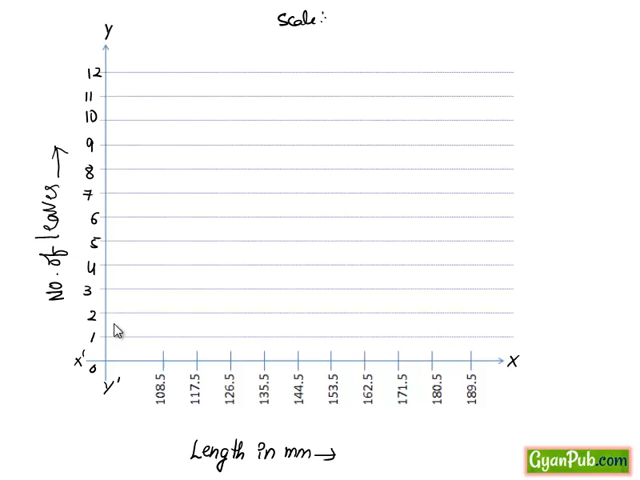 Scale:-
Y
12
11
10
9
8
7
6
5
4
3
2
1
No. of leaves →
X' 0 X
Y'
108.5 117.5 126.5 135.5 144.5 153.5 162.5 171.5 180.5 189.5
Length in mm →
GyanPub.com